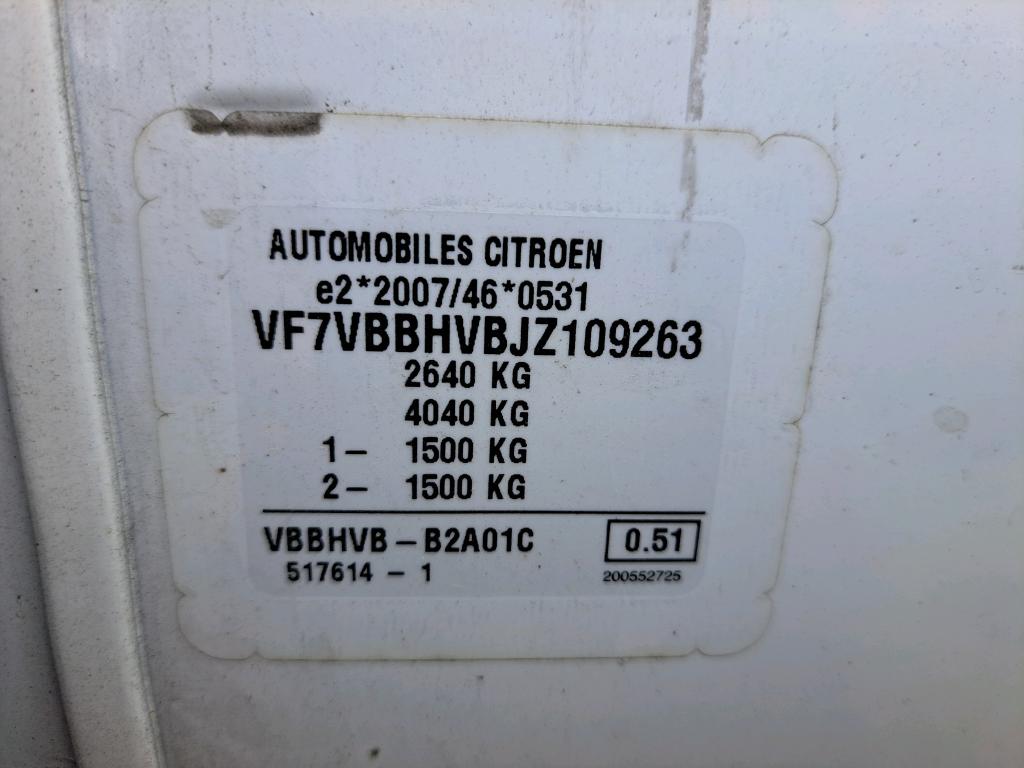 AUTOMOBILES CITROEN
e2*2007/46*0531
VF7VBBHVBJZ109263
2640 KG
4040 KG
1- 1500 KG
2- 1500 KG
VBBHVB - B2A01C 0.51
517614 - 1 200552725